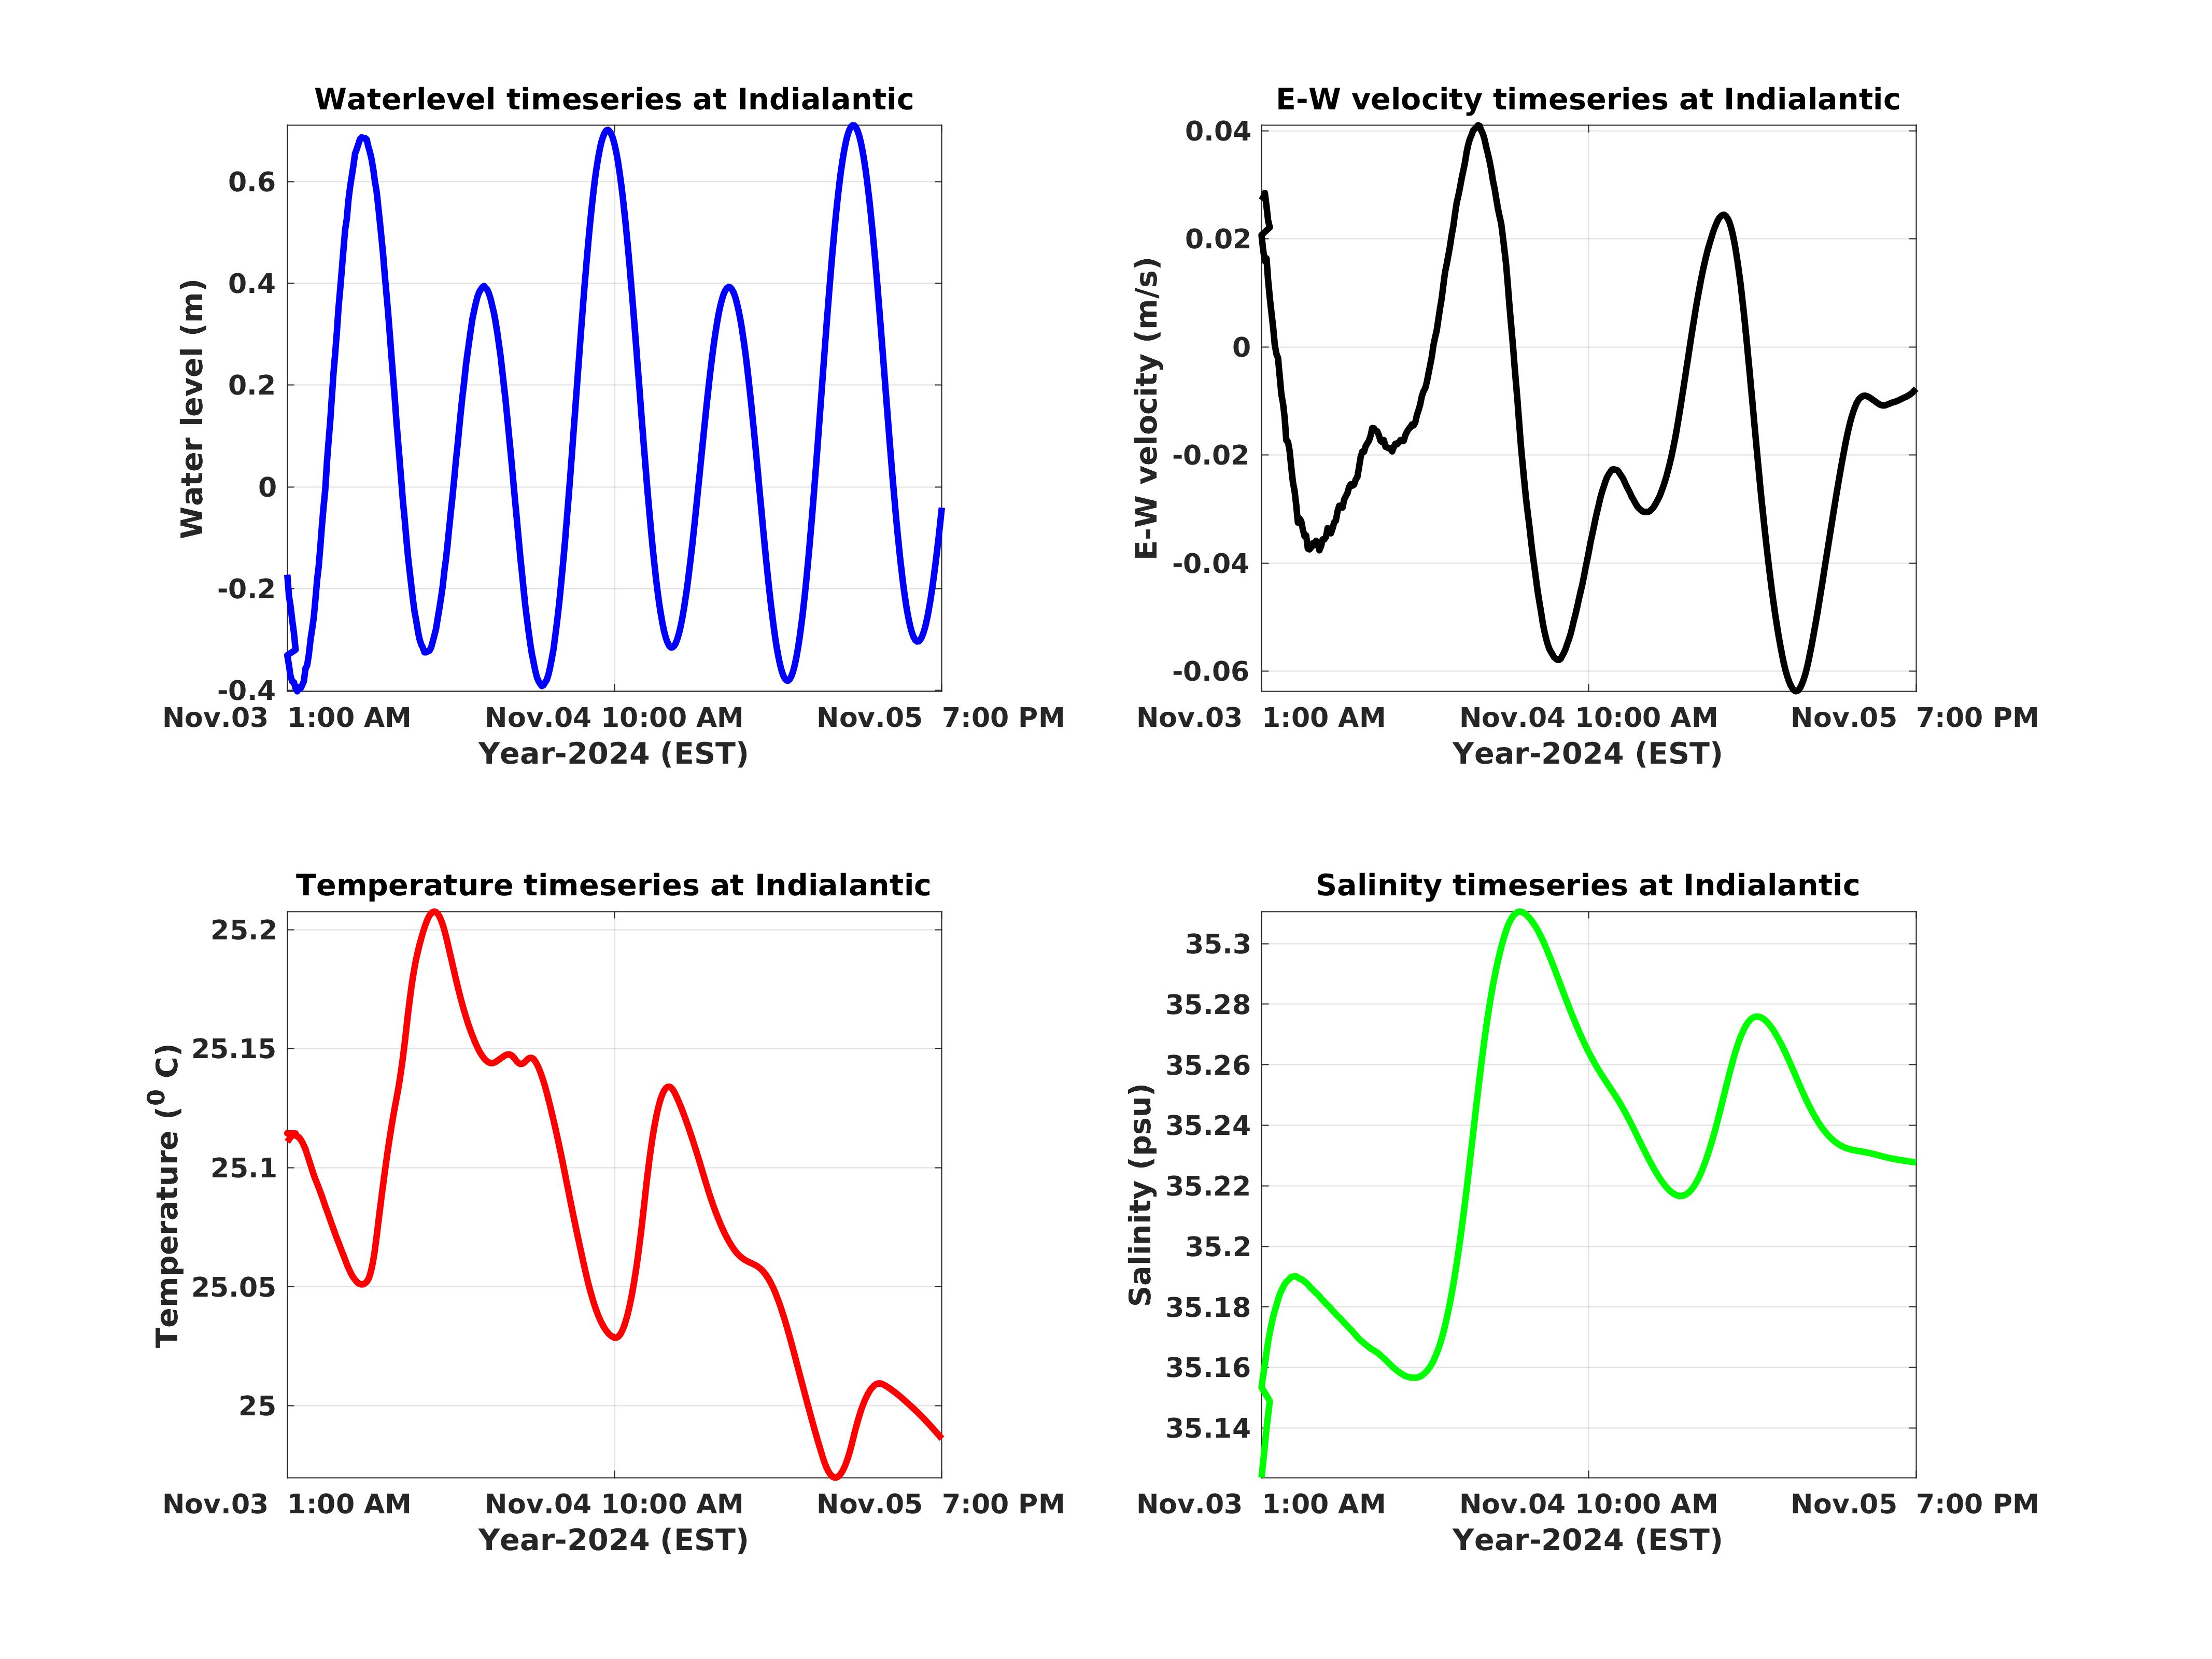 Waterlevel timeseries at Indialantic
0.6
0.4
0.2
0
-0.2
-0.4
Water level (m)
Nov.03 1:00 AM Nov.04 10:00 AM Nov.05 7:00 PM
Year-2024 (EST)
E-W velocity timeseries at Indialantic
0.04
0.02
0
-0.02
-0.04
-0.06
E-W velocity (m/s)
Nov.03 1:00 AM Nov.04 10:00 AM Nov.05 7:00 PM
Year-2024 (EST)
Temperature timeseries at Indialantic
25.2
25.15
25.1
25.05
25
Temperature (⁰ C)
Nov.03 1:00 AM Nov.04 10:00 AM Nov.05 7:00 PM
Year-2024 (EST)
Salinity timeseries at Indialantic
35.3
35.28
35.26
35.24
35.22
35.2
35.18
35.16
35.14
Salinity (psu)
Nov.03 1:00 AM Nov.04 10:00 AM Nov.05 7:00 PM
Year-2024 (EST)